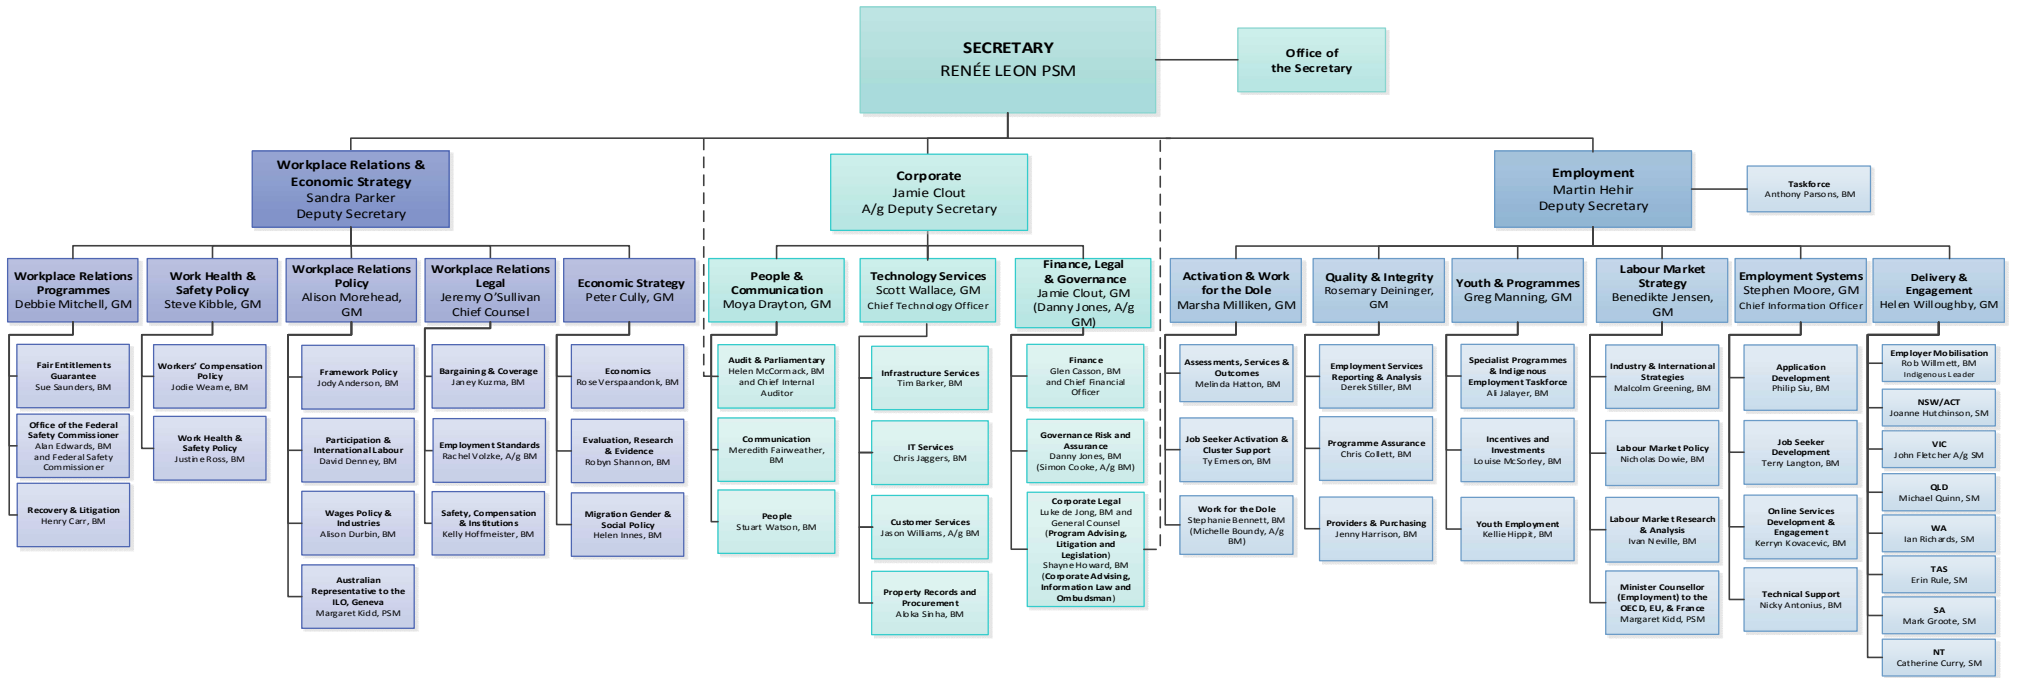 SECRETARY
RENÉE LEON PSM
Office of
the Secretary
Workplace Relations &
Economic Strategy
Sandra Parker
Deputy Secretary
Corporate
Jamie Clout
A/g Deputy Secretary
Employment
Martin Hehir
Deputy Secretary
Taskforce
Anthony Parsons, BM
Workplace Relations
Programmes
Debbie Mitchell, GM
Work Health &
Safety Policy
Steve Kibble, GM
Workplace Relations
Policy
Alison Morehead,
GM
Workplace Relations
Legal
Jeremy O'Sullivan
Chief Counsel
Economic Strategy
Peter Cully, GM
People &
Communication
Moya Drayton, GM
Technology Services
Scott Wallace, GM
Chief Technology Officer
Finance, Legal
& Governance
Jamie Clout, GM
(Danny Jones, A/g
GM)
Activation & Work
for the Dole
Marsha Milliken, GM
Quality & Integrity
Rosemary Deininger,
GM
Youth & Programmes
Greg Manning, GM
Labour Market
Strategy
Benedikte Jensen,
GM
Employment Systems
Stephen Moore, GM
Chief Information Officer
Delivery &
Engagement
Helen Willoughby, GM
Fair Entitlements
Guarantee
Sue Saunders, BM
Office of the Federal
Safety Commissioner
Alan Edwards, BM
and Federal Safety
Commissioner
Recovery & Litigation
Henry Carr, BM
Workers' Compensation
Policy
Jodie Wearne, BM
Work Health &
Safety Policy
Justine Ross, BM
Framework Policy
Jody Anderson, BM
Participation &
International Labour
David Denney, BM
Wages Policy &
Industries
Alison Durbin, BM
Australian
Representative to the
ILO, Geneva
Margaret Kidd, PSM
Bargaining & Coverage
Janey Kuzma, BM
Employment Standards
Rachel Volzke, A/g BM
Safety, Compensation
& Institutions
Kelly Hoffmeister, BM
Economics
Rose Verspaandonk, BM
Evaluation, Research
& Evidence
Robyn Shannon, BM
Migration Gender &
Social Policy
Helen Innes, BM
Audit & Parliamentary
Helen McCormack, BM
and Chief Internal
Auditor
Communication
Meredith Fairweather,
BM
People
Stuart Watson, BM
Infrastructure Services
Tim Barker, BM
IT Services
Chris Jaggers, BM
Customer Services
Jason Williams, A/g BM
Property Records and
Procurement
Aloka Sinha, BM
Finance
Glen Casson, BM
and Chief Financial
Officer
Governance Risk and
Assurance
Danny Jones, BM
(Simon Cooke, A/g BM)
Corporate Legal
Luke de Jong, BM and
General Counsel
(Program Advising,
Litigation and
Legislation)
Shayne Howard, BM
(Corporate Advising,
Information Law and
Ombudsman)
Assessments, Services &
Outcomes
Melinda Hatton, BM
Job Seeker Activation &
Cluster Support
Ty Emerson, BM
Work for the Dole
Stephanie Bennett, BM
(Michelle Boundy, A/g
BM)
Employment Services
Reporting & Analysis
Derek Stiller, BM
Programme Assurance
Chris Collett, BM
Providers & Purchasing
Jenny Harrison, BM
Specialist Programmes
& Indigenous
Employment Taskforce
Ali Jalayer, BM
Incentives and
Investments
Louise McSorley, BM
Youth Employment
Kellie Hippit, BM
Industry & International
Strategies
Malcolm Greening, BM
Labour Market Policy
Nicholas Dowie, BM
Labour Market Research
& Analysis
Ivan Neville, BM
Minister Counsellor
(Employment) to the
OECD, EU, & France
Margaret Kidd, PSM
Application
Development
Philip Siu, BM
Job Seeker
Development
Terry Langton, BM
Online Services
Development &
Engagement
Kerryn Kovacevic, BM
Technical Support
Nicky Antonius, BM
Employer Mobilisation
Rob Willmett, BM
Indigenous Leader
NSW/ACT
Joanne Hutchinson, SM
VIC
John Fletcher A/g SM
QLD
Michael Quinn, SM
WA
Ian Richards, SM
TAS
Erin Rule, SM
SA
Mark Groote, SM
NT
Catherine Curry, SM